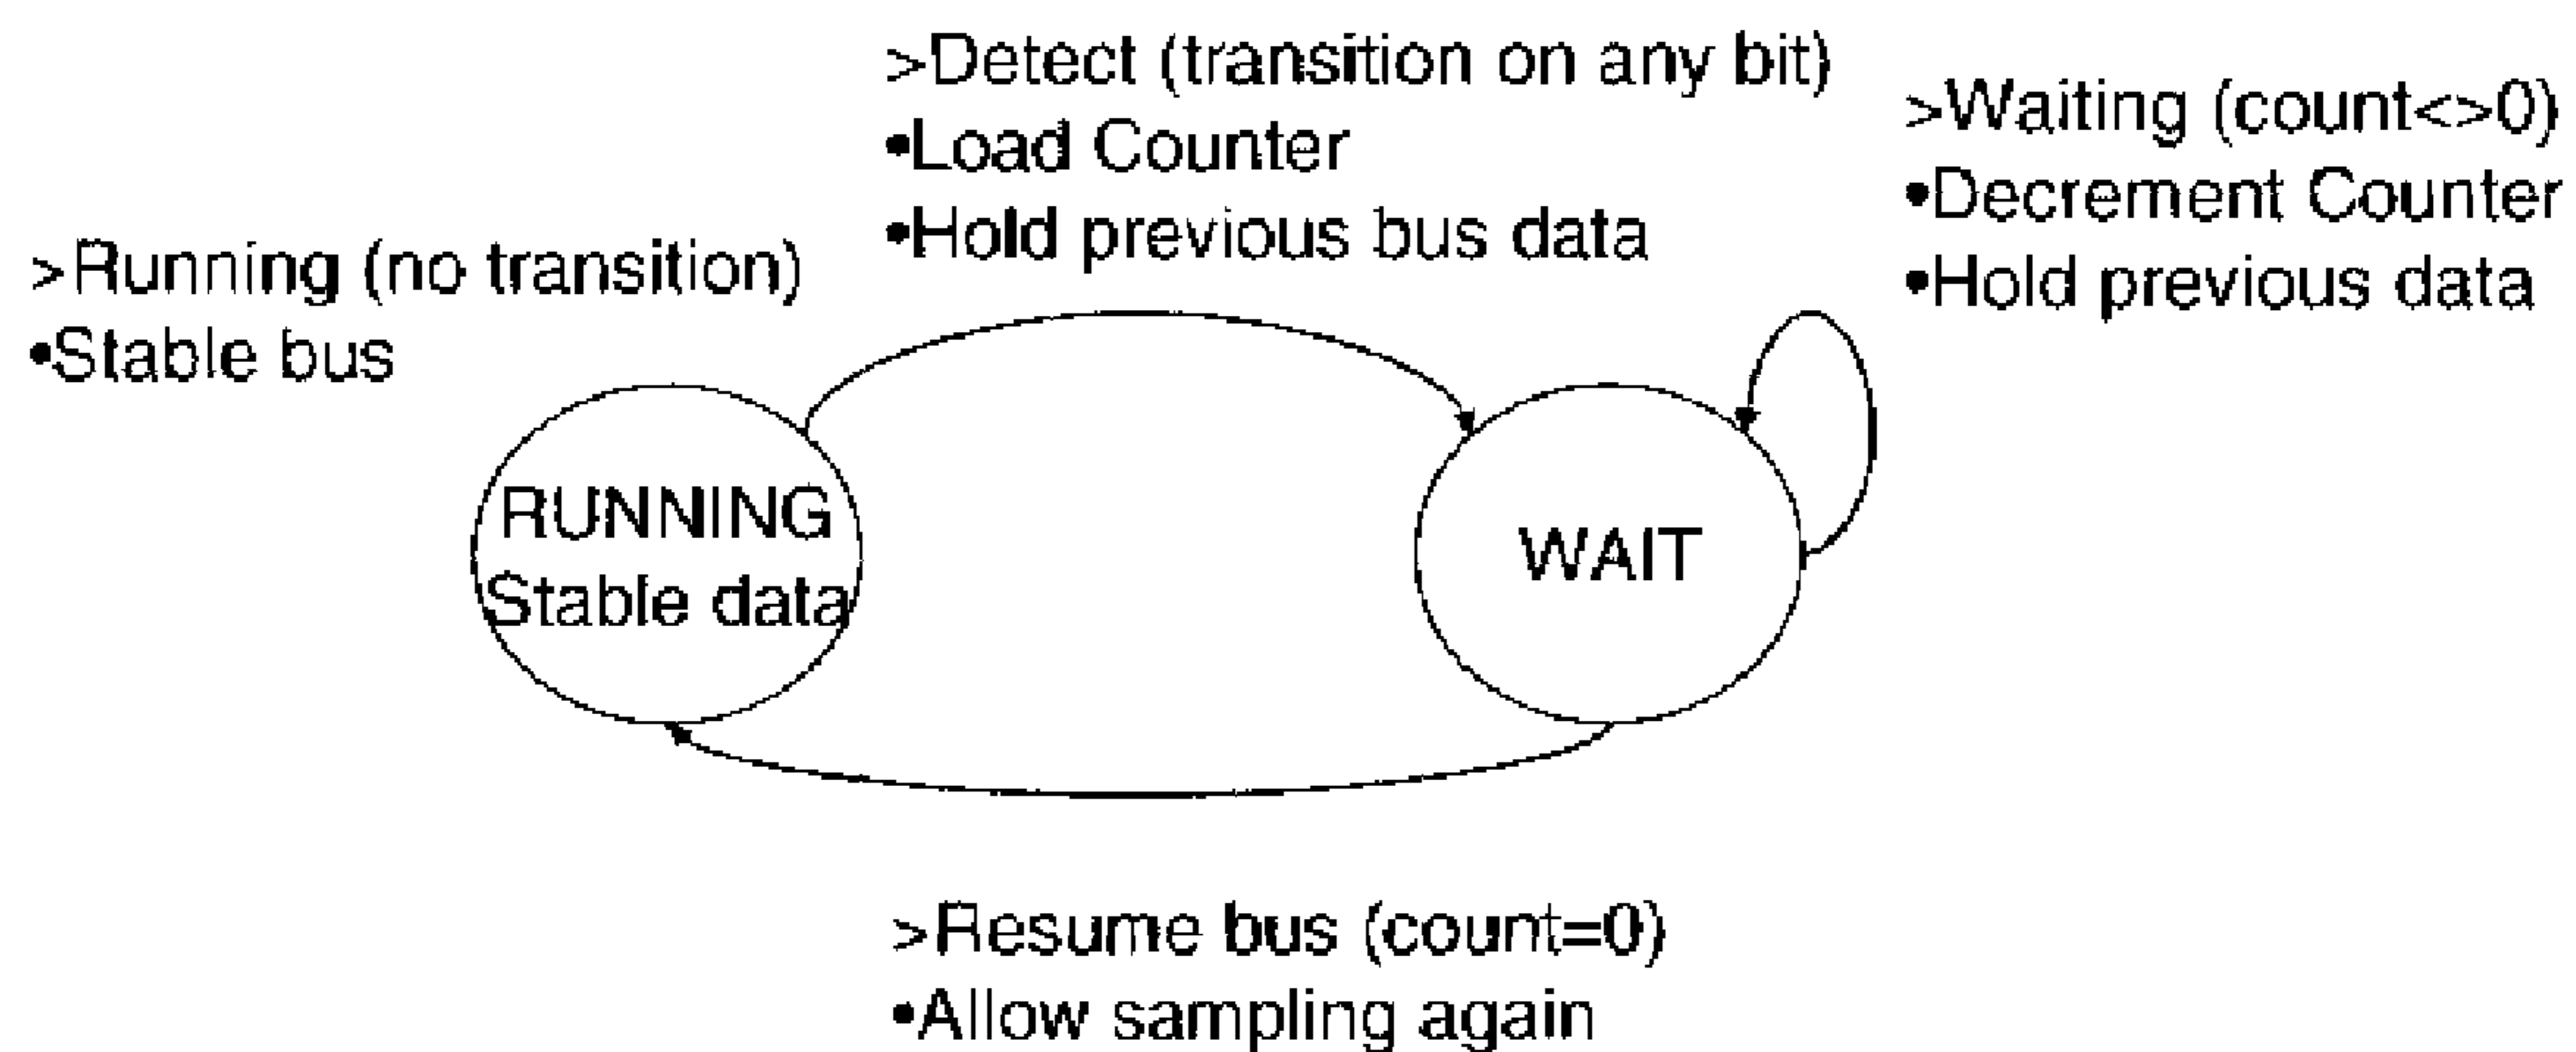 >Detect (transition on any bit)
•Load Counter
•Hold previous bus data
>Waiting (count<>0)
•Decrement Counter
•Hold previous data
>Running (no transition)
•Stable bus
RUNNING
Stable data
WAIT
>Resume bus (count=0)
•Allow sampling again